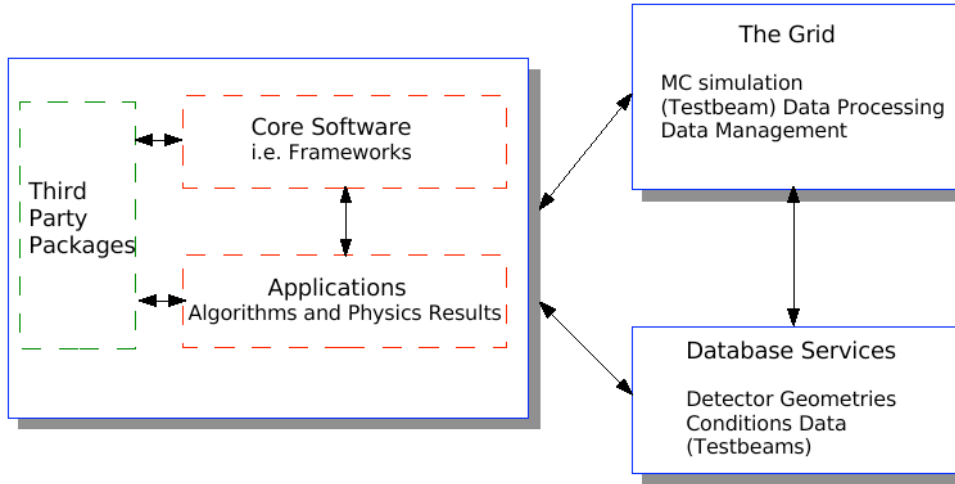 The Grid
MC simulation
(Testbeam) Data Processing
Data Management
Core Software
i.e. Frameworks
Third
Party
Packages
Applications
Algorithms and Physics Results
Database Services
Detector Geometries
Conditions Data
(Testbeams)